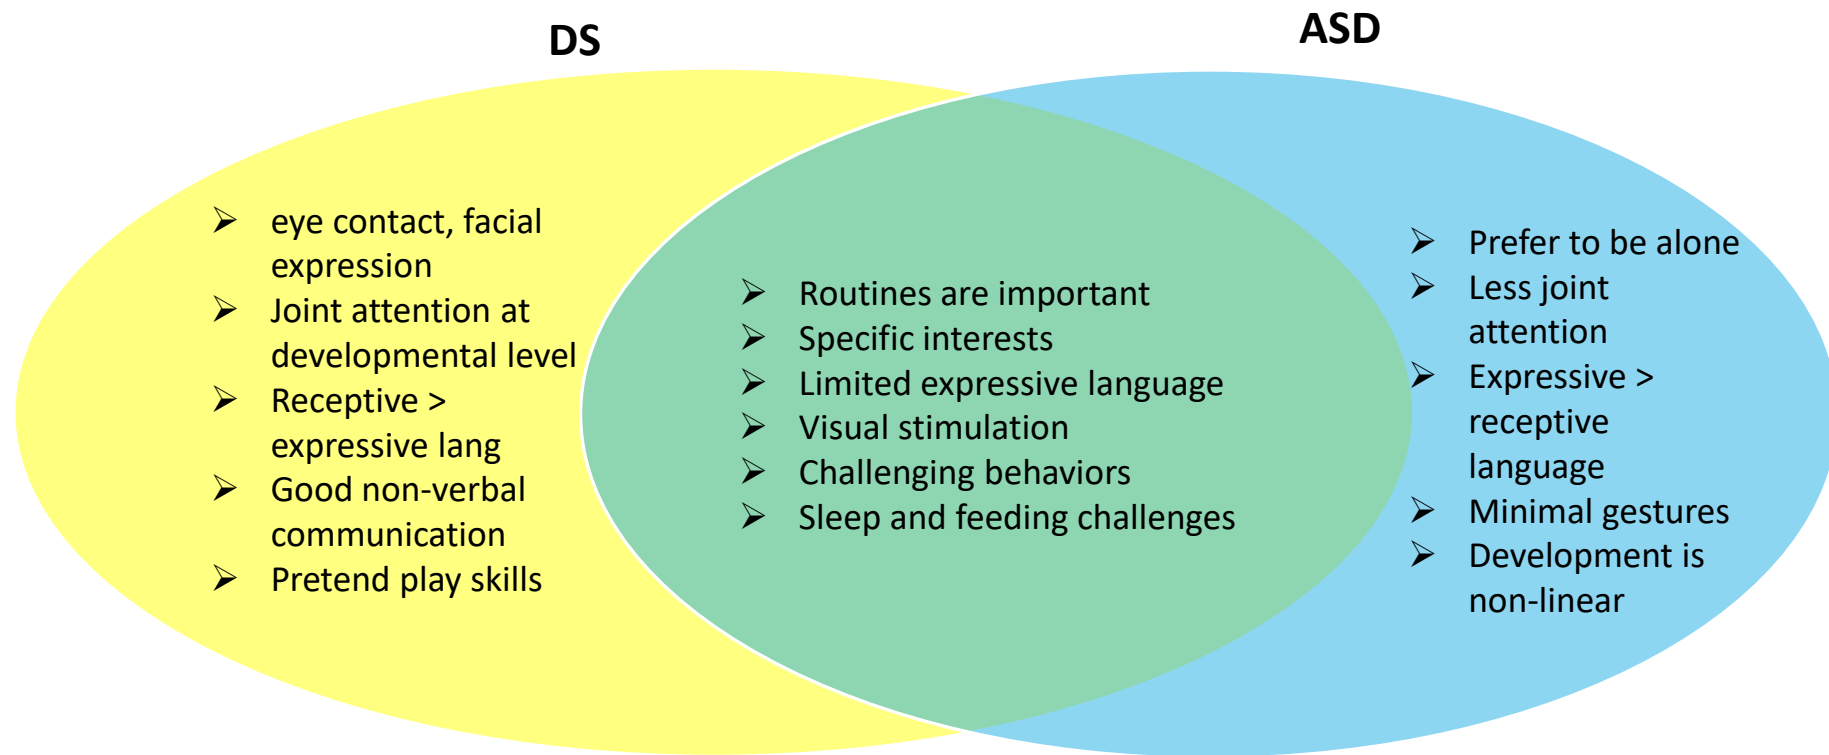 DS
ASD
➢ eye contact, facial
expression
➢ Joint attention at
developmental level
➢ Receptive >
expressive lang
➢ Good non-verbal
communication
➢ Pretend play skills
➢ Routines are important
➢ Specific interests
➢ Limited expressive language
➢ Visual stimulation
➢ Challenging behaviors
➢ Sleep and feeding challenges
➢ Prefer to be alone
➢ Less joint
attention
➢ Expressive >
receptive
language
➢ Minimal gestures
➢ Development is
non-linear